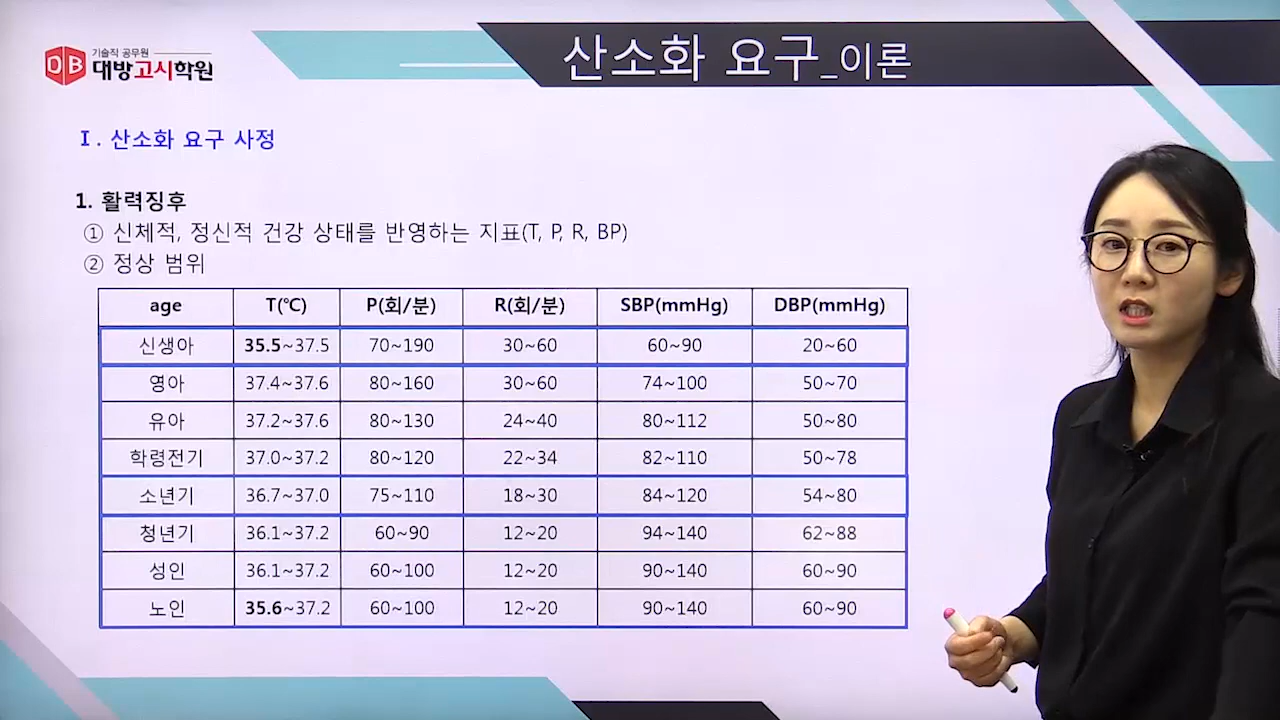 기술직 공무원
DB 대방고시학원
산소화 요구_이론
Ⅰ. 산소화 요구 사정
1. 활력징후
① 신체적, 정신적 건강 상태를 반영하는 지표(T, P, R, BP)
② 정상 범위
age T(℃) P(회/분) R(회/분) SBP(mmHg) DBP(mmHg)
신생아 35.5~37.5 70~190 30~60 60~90 20~60
영아 37.4~37.6 80~160 30~60 74~100 50~70
유아 37.2~37.6 80~130 24~40 80~112 50~80
학령전기 37.0~37.2 80~120 22~34 82~110 50~78
소년기 36.7~37.0 75~110 18~30 84~120 54~80
청년기 36.1~37.2 60~90 12~20 94~140 62~88
성인 36.1~37.2 60~100 12~20 90~140 60~90
노인 35.6~37.2 60~100 12~20 90~140 60~90